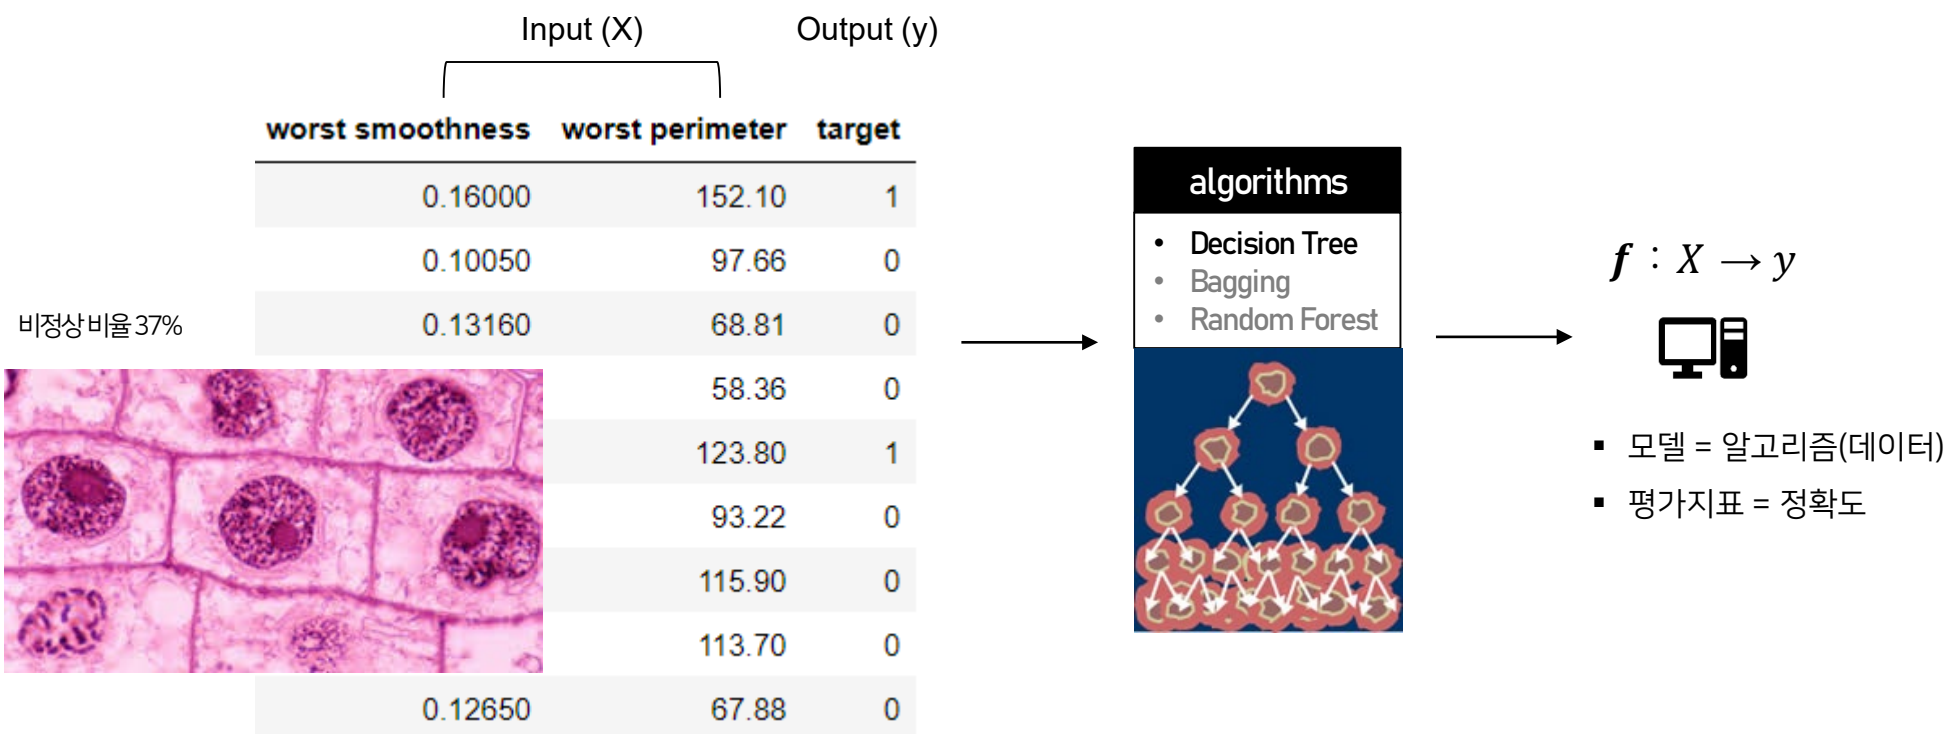 Input (X) Output (y)
worst smoothness worst perimeter target
0.16000 152.10 1
0.10050 97.66 0
0.13160 68.81 0
58.36 0
123.80 1
93.22 0
115.90 0
113.70 0
0.12650 67.88 0
비정상 비율 37%
algorithms
• Decision Tree
• Bagging
• Random Forest
f : X → y
▪ 모델 = 알고리즘(데이터)
▪ 평가지표 = 정확도